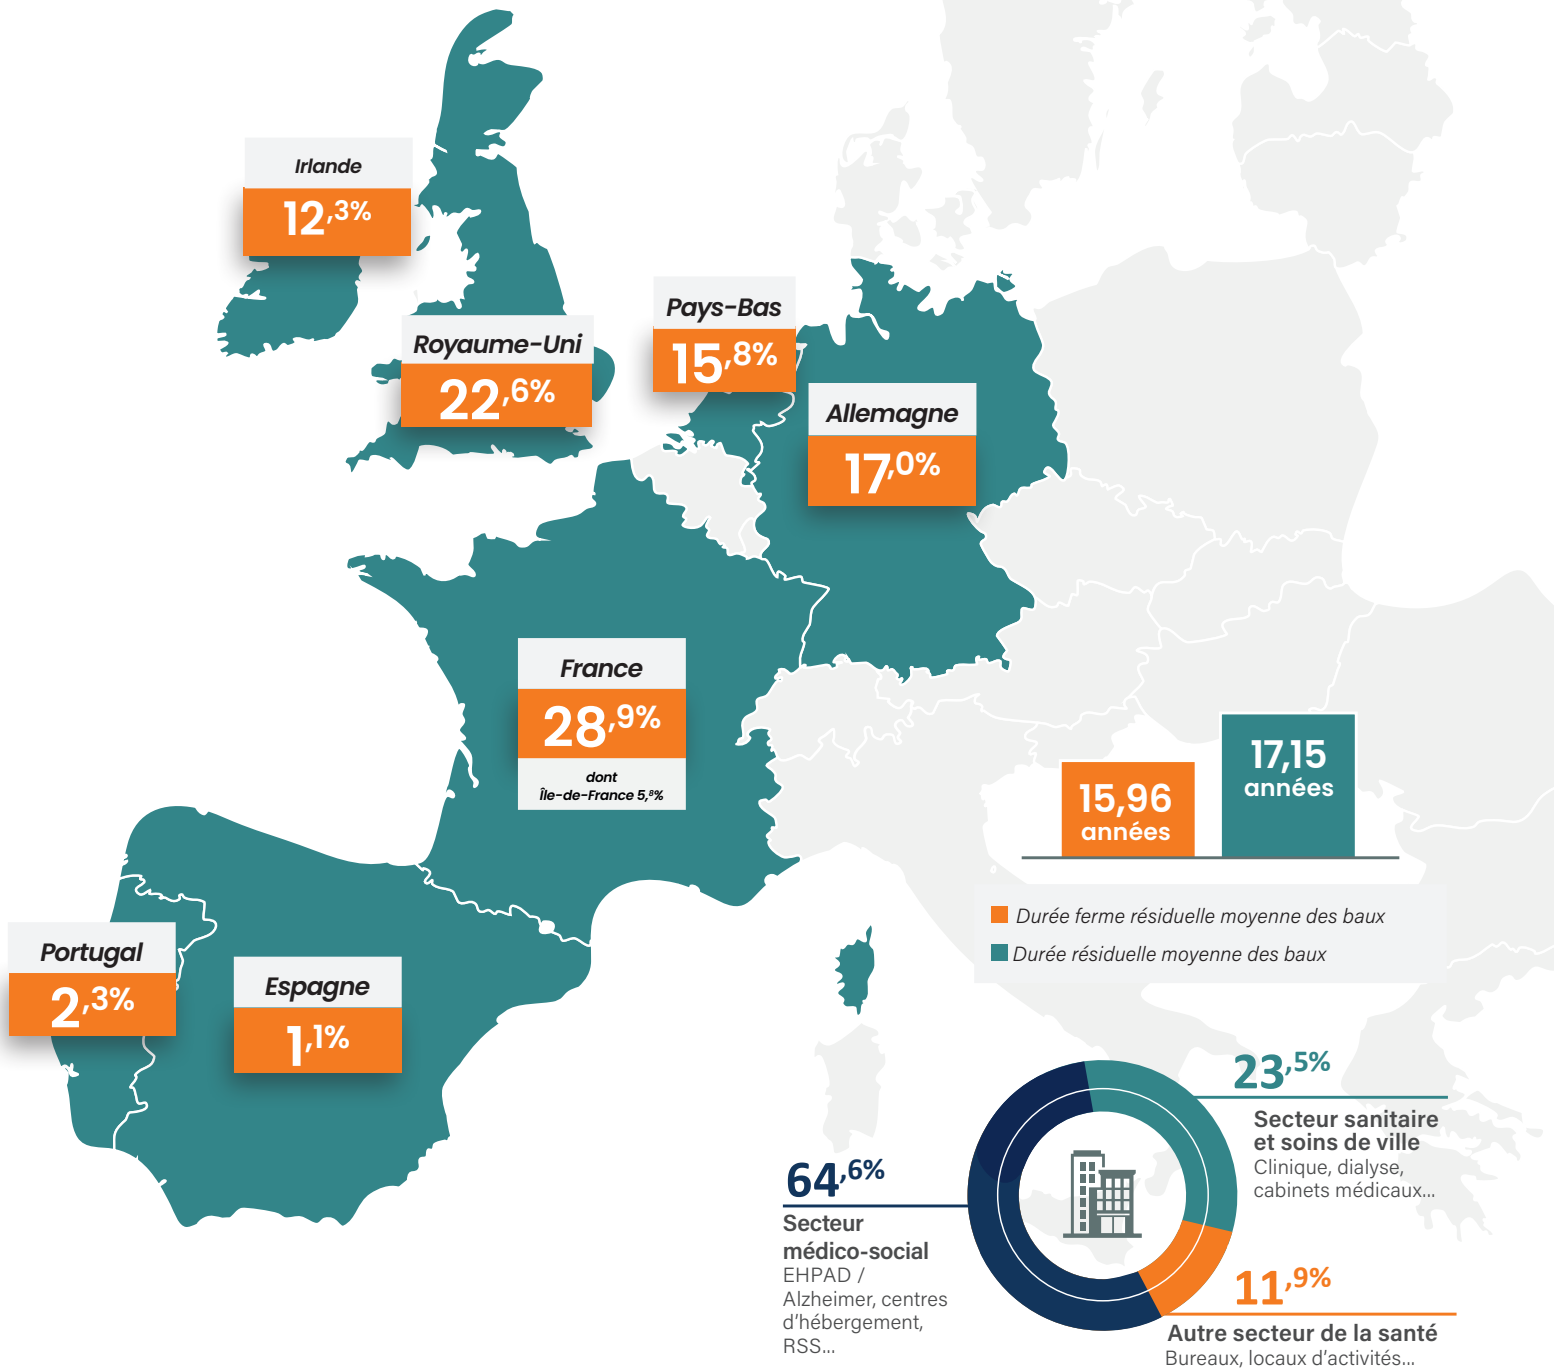 Irlande
12,3%
Royaume-Uni
22,6%
Pays-Bas
15,8%
Allemagne
17,0%
France
28,9%
dont
Île-de-France 5,8%
Portugal
2,3%
Espagne
1,1%
15,96
années
17,15
années
Durée ferme résiduelle moyenne des baux
Durée résiduelle moyenne des baux
23,5%
Secteur sanitaire
et soins de ville
Clinique, dialyse,
cabinets médicaux...
64,6%
Secteur
médico-social
EHPAD /
Alzheimer, centres
d'hébergement,
RSS...
11,9%
Autre secteur de la santé
Bureaux, locaux d'activités...